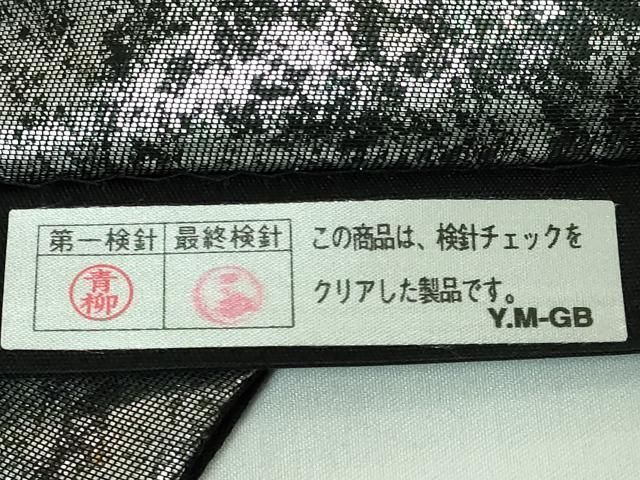 第一検針 最終検針
青柳
この商品は、検針チェックを
クリアした製品です。
Y.M-GB